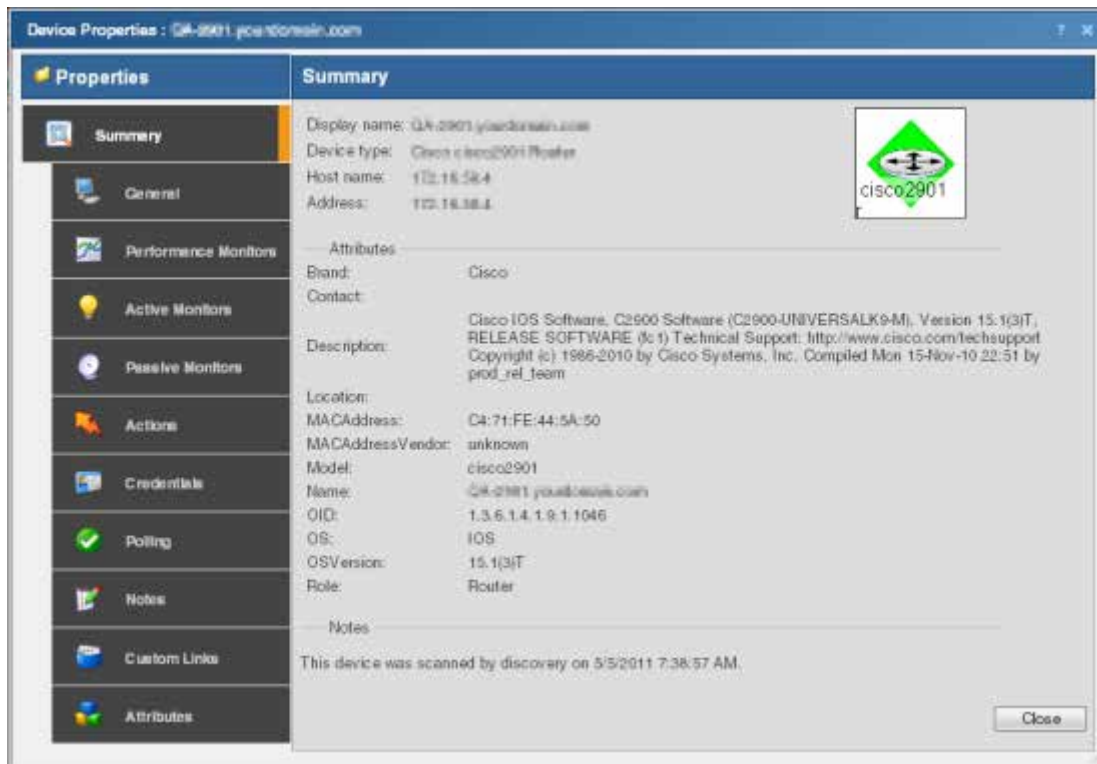 Device Properties :
? x
Properties
Summary
General
Performance Monitors
Active Monitors
Passive Monitors
Actions
Credentials
Polling
Notes
Custom Links
Attributes
Summary
Display name:
Device type:
Host name:
Address:
cisco2901
r
Attributes
Brand: Cisco
Contact:
Description: Cisco IOS Software, C2900 Software (C2900-UNIVERSALK9-M), Version 15.1(3)T,
RELEASE SOFTWARE (fc1) Technical Support: http://www.cisco.com/techsupport
Copyright (c) 1986-2010 by Cisco Systems, Inc. Compiled Mon 15-Nov-10 22:51 by
prod_rel_team
Location:
MACAddress: C4:71:FE:44:5A:50
MACAddressVendor: unknown
Model: cisco2901
Name:
OID: 1.3.6.1.4.1.9.1.1046
OS: IOS
OSVersion: 15.1(3)T
Role: Router
Notes
This device was scanned by discovery on 5/5/2011 7:38:57 AM.
Close